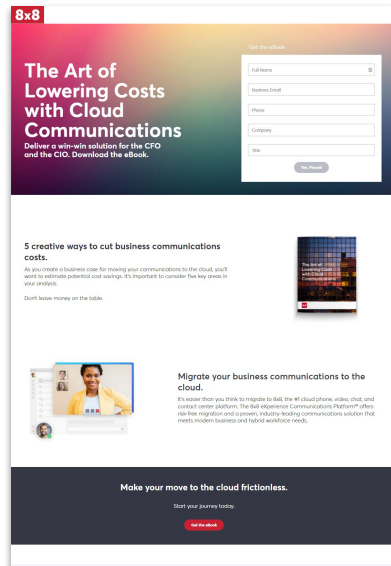 8x8
Get the eBook
The Art of
Lowering Costs
with Cloud
Communications
Deliver a win-win solution for the CFO
and the CIO. Download the eBook.
Full Name
Business Email
Phone
Company
Title
Yes, Please!
5 creative ways to cut business communications
costs.
As you create a business case for moving your communications to the cloud, you'll
want to estimate potential cost savings. It's important to consider five key areas in
your analysis.
Don't leave money on the table.
The Art of
Lowering Costs
with Cloud
Communications
Migrate your business communications to the
cloud.
It's easier than you think to migrate to 8x8, the #1 cloud phone, video, chat, and
contact center platform. The 8x8 eXperience Communications Platform™ offers
risk-free migration and a proven, industry-leading communications solution that
meets modern business and hybrid workforce needs.
Make your move to the cloud frictionless.
Start your journey today.
Get the eBook